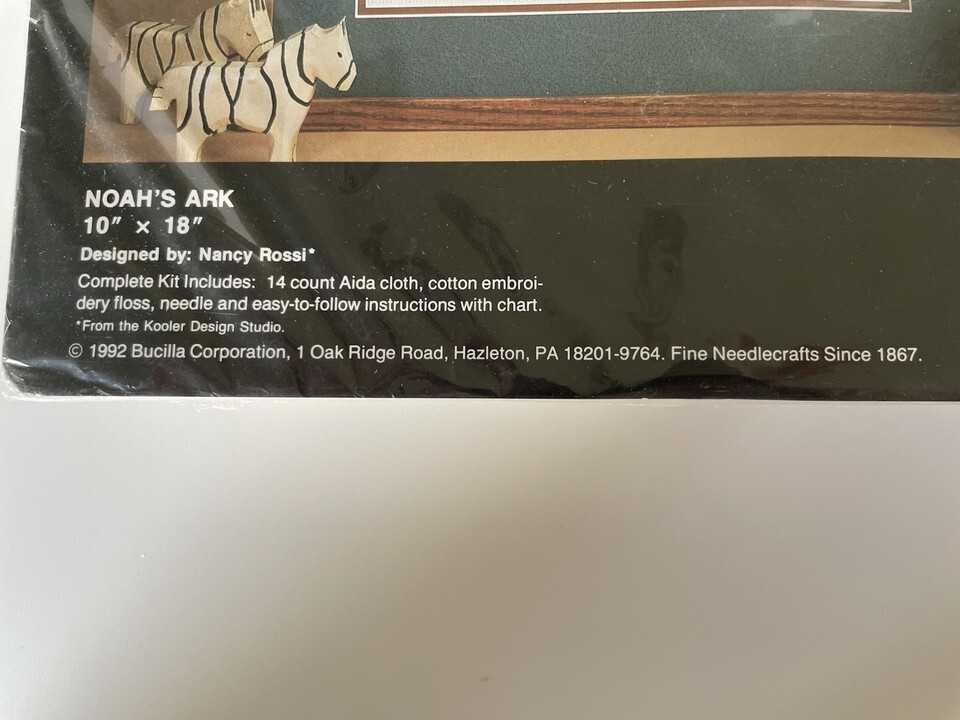 NOAH'S ARK
10" × 18"
Designed by: Nancy Rossi*
Complete Kit Includes: 14 count Aida cloth, cotton embroi-
dery floss, needle and easy-to-follow instructions with chart.
*From the Kooler Design Studio.
© 1992 Bucilla Corporation, 1 Oak Ridge Road, Hazleton, PA 18201-9764. Fine Needlecrafts Since 1867.